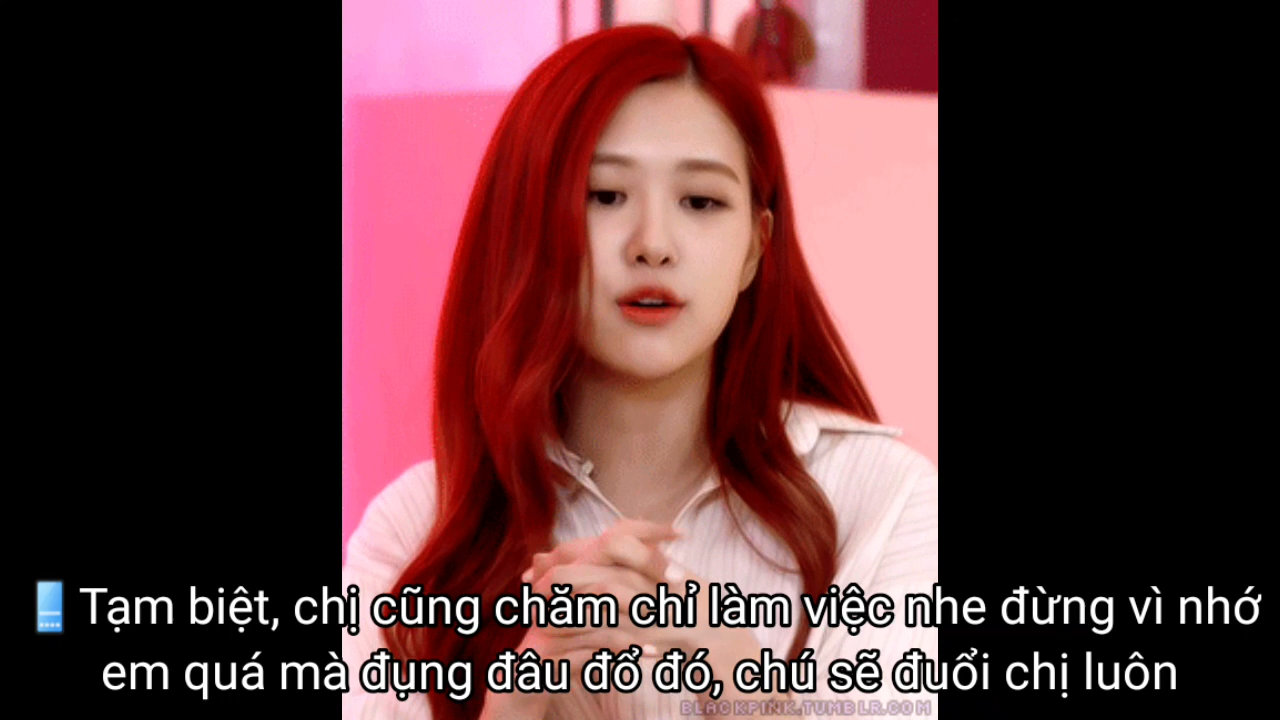 Tạm biệt, chị cũng chăm chỉ làm việc nhe đừng vì nhớ
em quá mà đụng đâu đổ đó, chú sẽ đuổi chị luôn
BLACKPINK.TUMBLR.COM